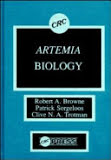 CRC
ARTEMIA
BIOLOGY
Robert A. Browne
Patrick Sorgeloos
Clive N. A. Trotman
CRC
PRESS